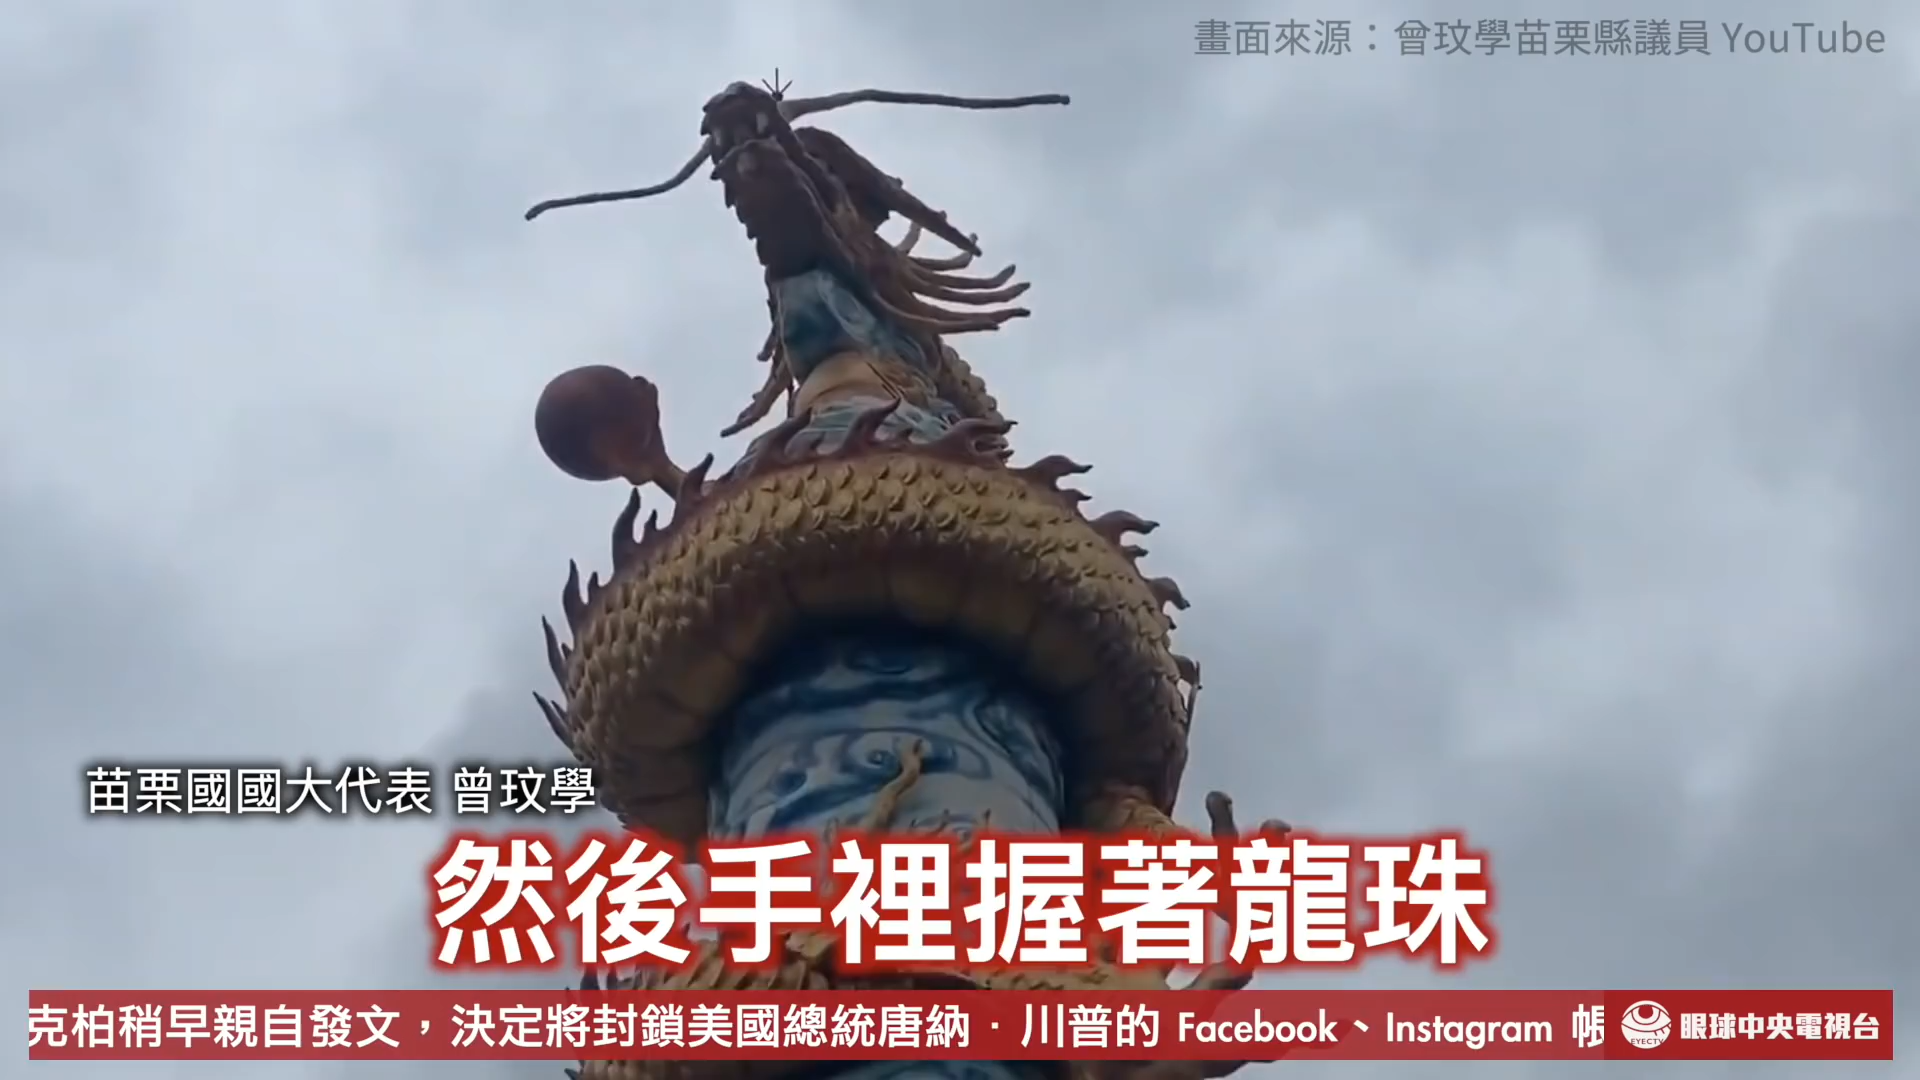 畫面來源：曾玟學苗栗縣議員 YouTube
苗栗國國大代表 曾玟學
然後手裡握著龍珠
克柏稍早親自發文，決定將封鎖美國總統唐納．川普的 Facebook、Instagram 帳
EYECTV 眼球中央電視台